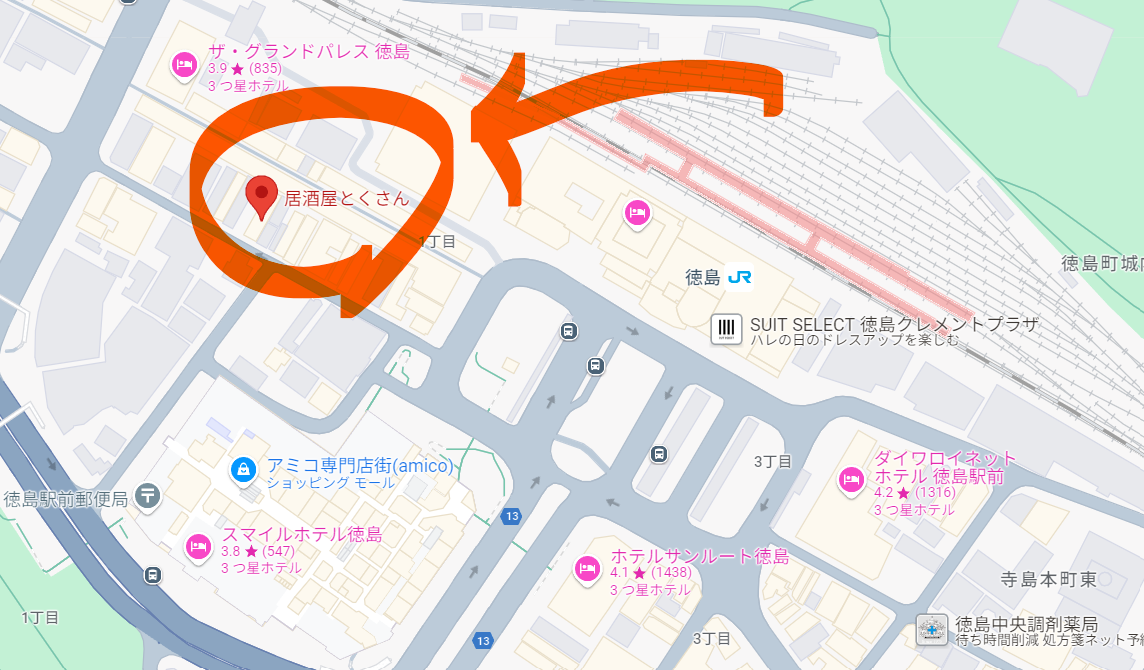 ザ・グランドパレス 徳島
3.9 ★ (835)
3 つ星ホテル
居酒屋とくさん
1丁目
徳島 JR
徳島町城内
SUIT SELECT 徳島クレメントプラザ
ハレの日のドレスアップを楽しむ
アミコ専門店街(amico)
ショッピング モール
3丁目
ダイワロイネット
ホテル 徳島駅前
4.2 ★ (1316)
3 つ星ホテル
徳島駅前郵便局
13
スマイルホテル徳島
3.8 ★ (547)
3 つ星ホテル
ホテルサンルート徳島
4.1 ★ (1438)
3 つ星ホテル
寺島本町東
1丁目
徳島中央調剤薬局
待ち時間削減 処方箋ネット予約
13
3丁目